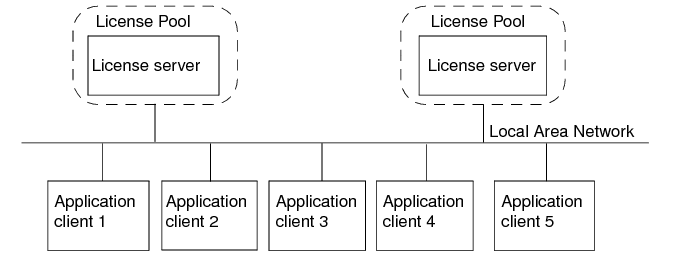 License Pool
License server
License Pool
License server
Local Area Network
Application
client 1
Application
client 2
Application
client 3
Application
client 4
Application
client 5